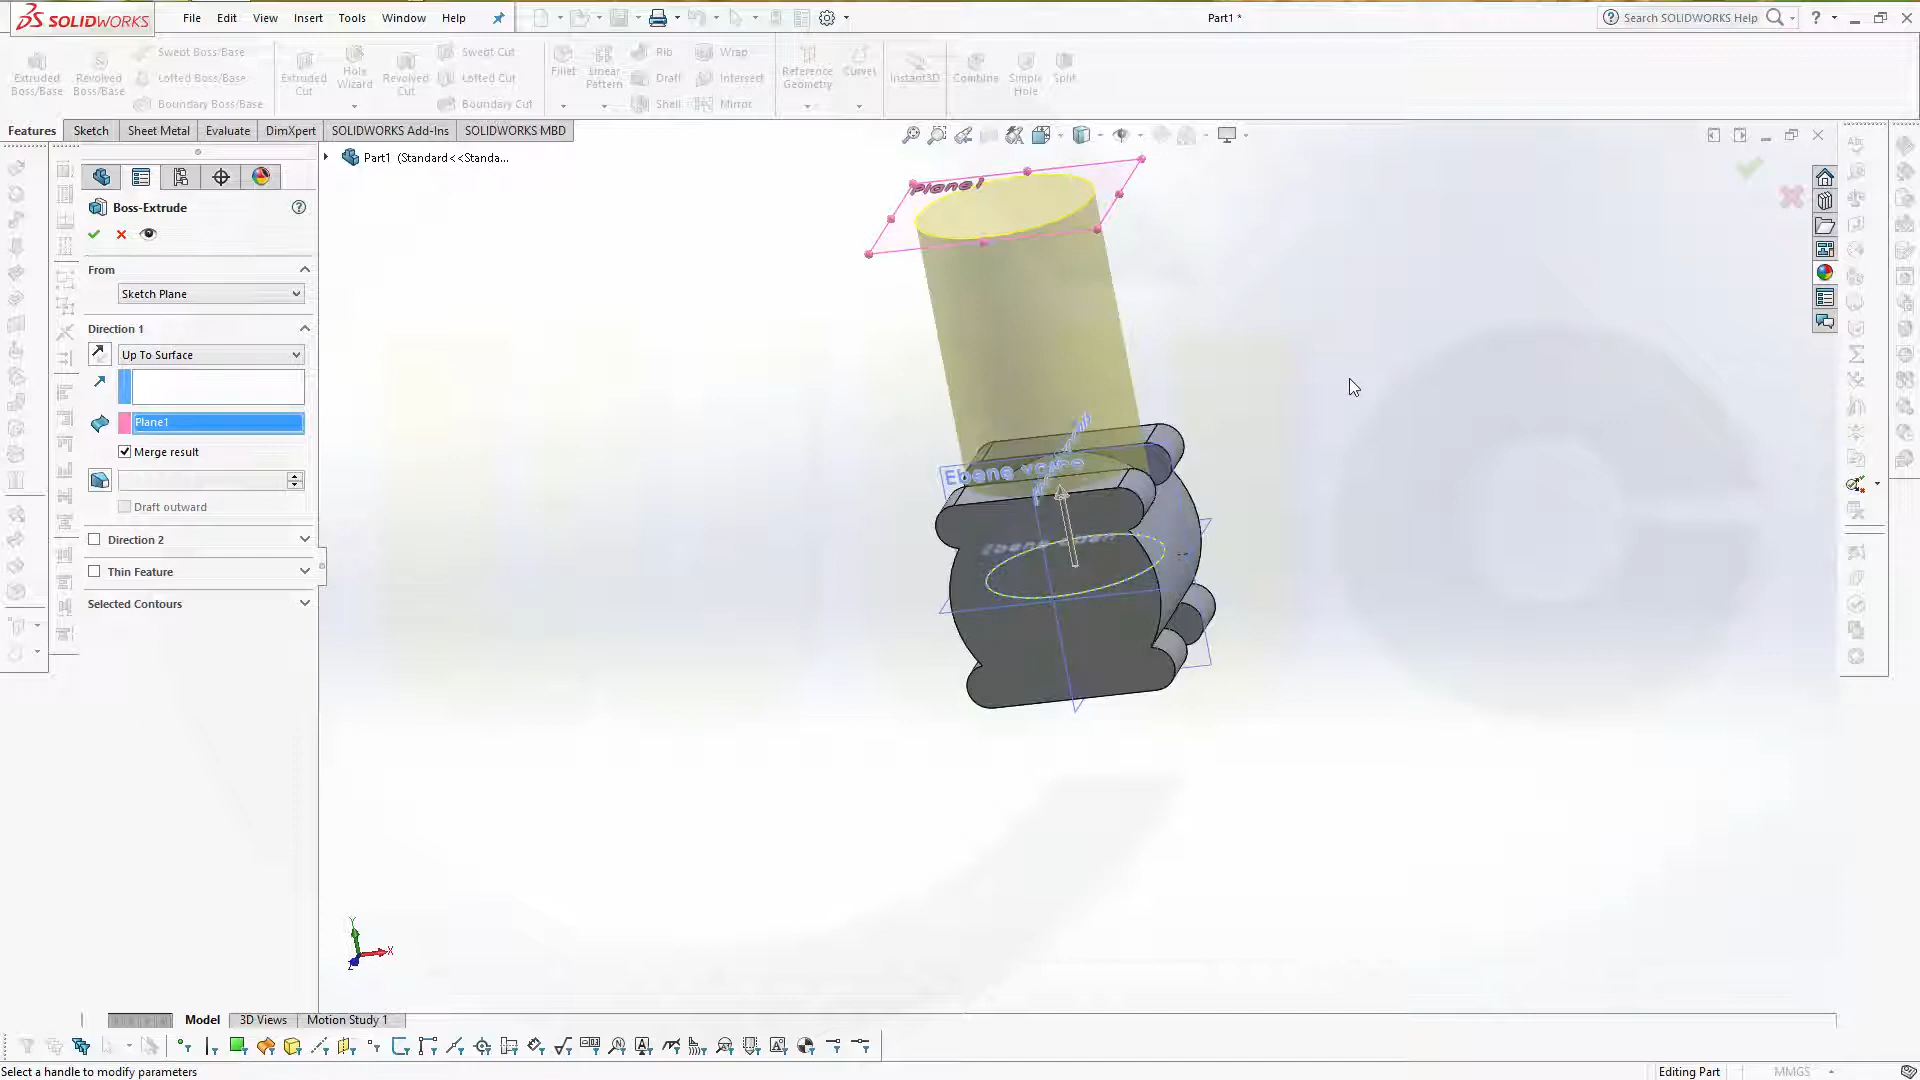 SOLIDWORKS
File Edit View Insert Tools Window Help
Part1 *
Search SOLIDWORKS Help
Extruded Boss/Base
Revolved Boss/Base
Swept Boss/Base
Lofted Boss/Base
Boundary Boss/Base
Extruded Cut
Hole Wizard
Revolved Cut
Swept Cut
Lofted Cut
Boundary Cut
Fillet
Linear Pattern
Rib
Draft
Shell
Wrap
Intersect
Mirror
Reference Geometry
Curves
Instant3D
Combine
Simple Hole
Split
Features Sketch Sheet Metal Evaluate DimXpert SOLIDWORKS Add-Ins SOLIDWORKS MBD
Part1 (Standard<<Standa...
Boss-Extrude
From
Sketch Plane
Direction 1
Up To Surface
Plane1
Merge result
Draft outward
Direction 2
Thin Feature
Selected Contours
Plane1
Ebene vorne
Ebene oben
Y
X
Z
Model 3D Views Motion Study 1
Select a handle to modify parameters
Editing Part
MMGS